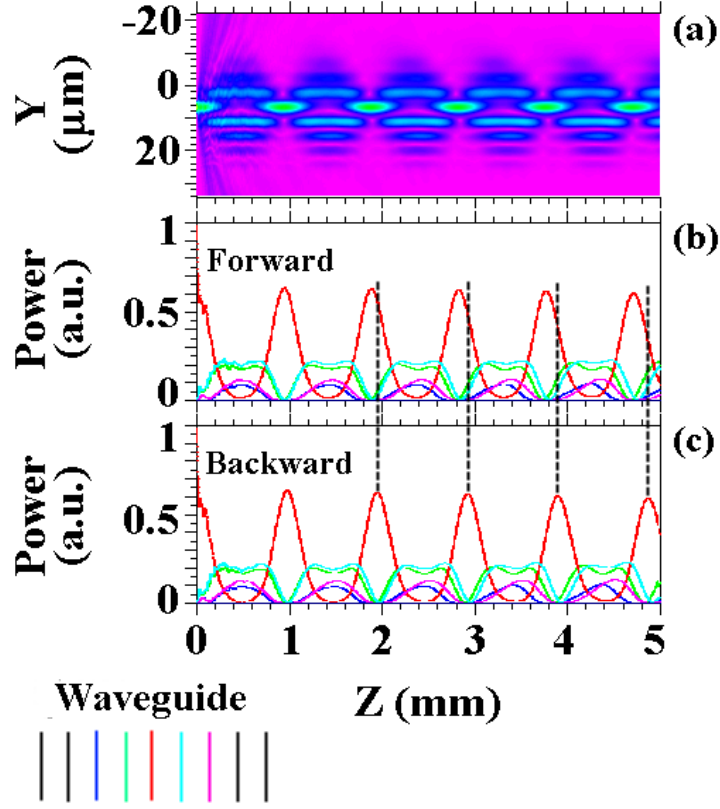 -20
0
20
Y
(μm)
(a)
1
0.5
0
Power
(a.u.)
Forward
(b)
1
0.5
0
Power
(a.u.)
Backward
(c)
0 1 2 3 4 5
Waveguide
Z (mm)